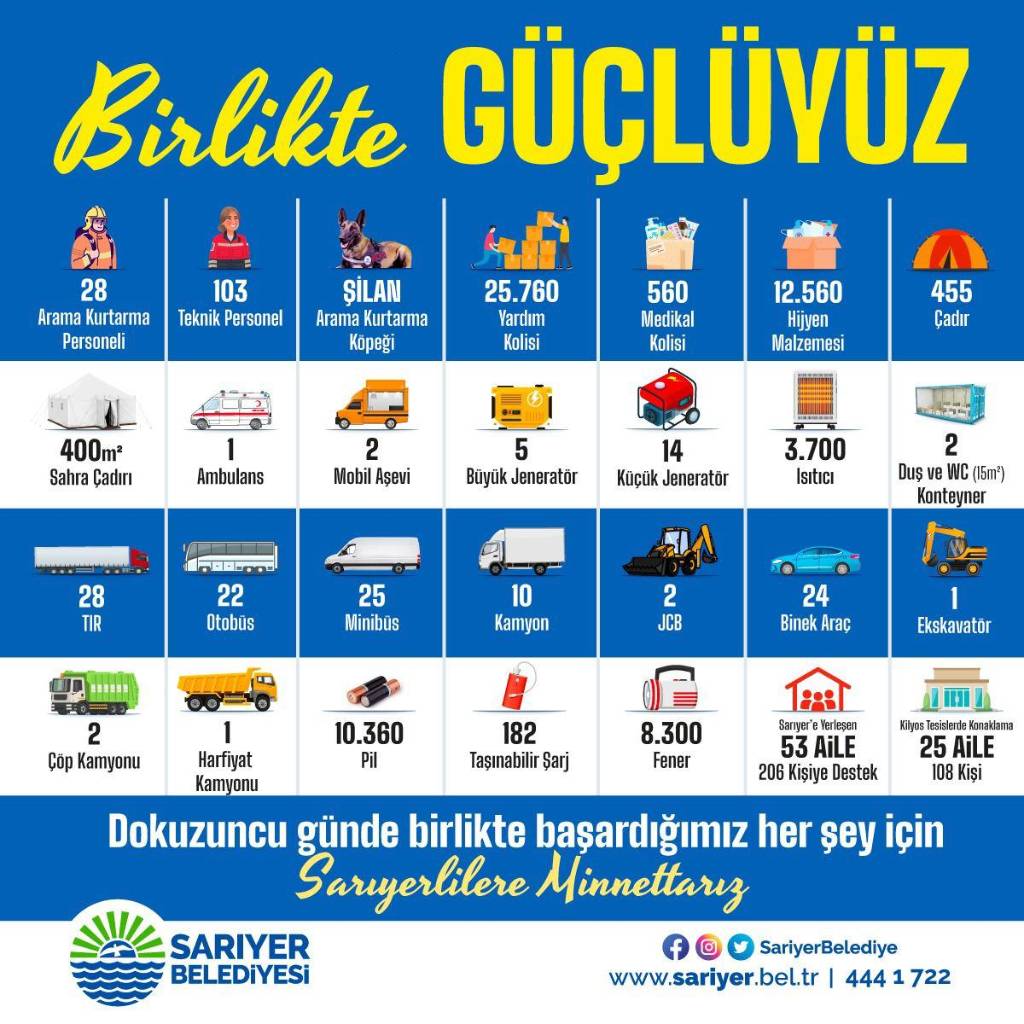 Birlikte GÜÇLÜYÜZ
28
Arama Kurtarma
Personeli
103
Teknik Personel
ŞİLAN
Arama Kurtarma
Köpeği
25.760
Yardım
Kolisi
560
Medikal
Kolisi
12.560
Hijyen
Malzemesi
455
Çadır
400m²
Sahra Çadırı
1
Ambulans
2
Mobil Aşevi
5
Büyük Jeneratör
14
Küçük Jeneratör
3.700
Isıtıcı
2
Duş ve WC (15m²)
Konteyner
28
TIR
22
Otobüs
25
Minibüs
10
Kamyon
2
JCB
24
Binek Araç
1
Ekskavatör
2
Çöp Kamyonu
1
Harfiyat
Kamyonu
10.360
Pil
182
Taşınabilir Şarj
8.300
Fener
Sarıyer'e Yerleşen
53 AİLE
206 Kişiye Destek
Kilyos Tesislerde Konaklama
25 AİLE
108 Kişi
Dokuzuncu günde birlikte başardığımız her şey için
Sarıyerlilere Minnettarız
SARIYER
BELEDİYESİ
SariyerBelediye
www.sariyer.bel.tr | 444 1 722